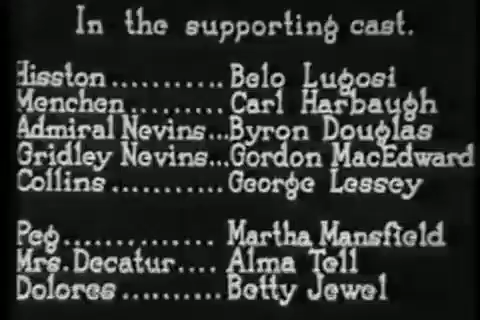 In the supporting cast.
Hisston........... Belo Lugosi
Menchen......... Carl Harbaugh
Admiral Nevins...Byron Douglas
Gridley Nevins...Gordon MacEdward
Collins ........... George Lessey
Peg............... Martha Mansfield
Mrs. Decatur.... Alma Tell
Dolores .......... Betty Jewel